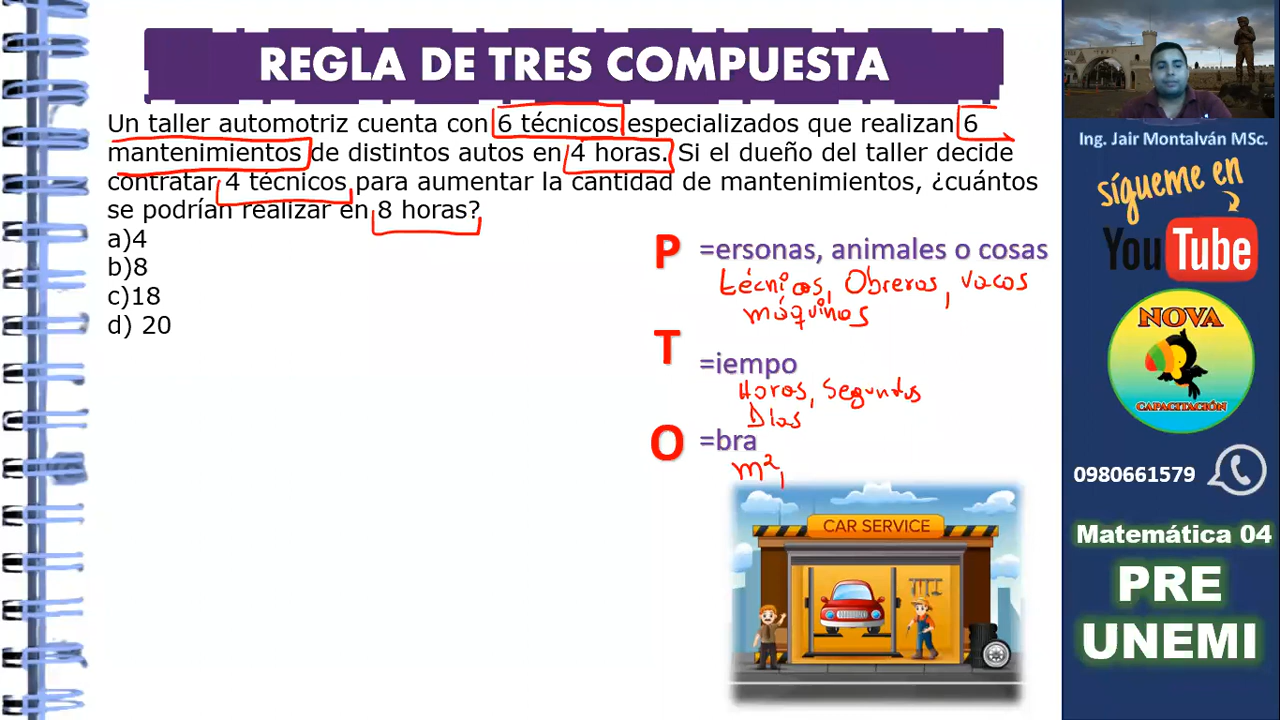 REGLA DE TRES COMPUESTA
Un taller automotriz cuenta con 6 técnicos especializados que realizan 6
mantenimientos de distintos autos en 4 horas. Si el dueño del taller decide
contratar 4 técnicos para aumentar la cantidad de mantenimientos, ¿cuántos
se podrían realizar en 8 horas?
a)4
b)8
c)18
d) 20
P =ersonas, animales o cosas
técnicos, Obreros, vacas
máquinas
T =iempo
Horas, Segundos
Días
O =bra
m²,
CAR SERVICE
Ing. Jair Montalván MSc.
sígueme en
YouTube
NOVA
CAPACITACIÓN
0980661579
Matemática 04
PRE
UNEMI